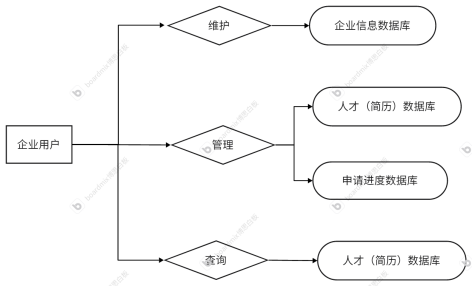 维护
企业信息数据库
人才（简历）数据库
企业用户
管理
申请进度数据库
查询
人才（简历）数据库